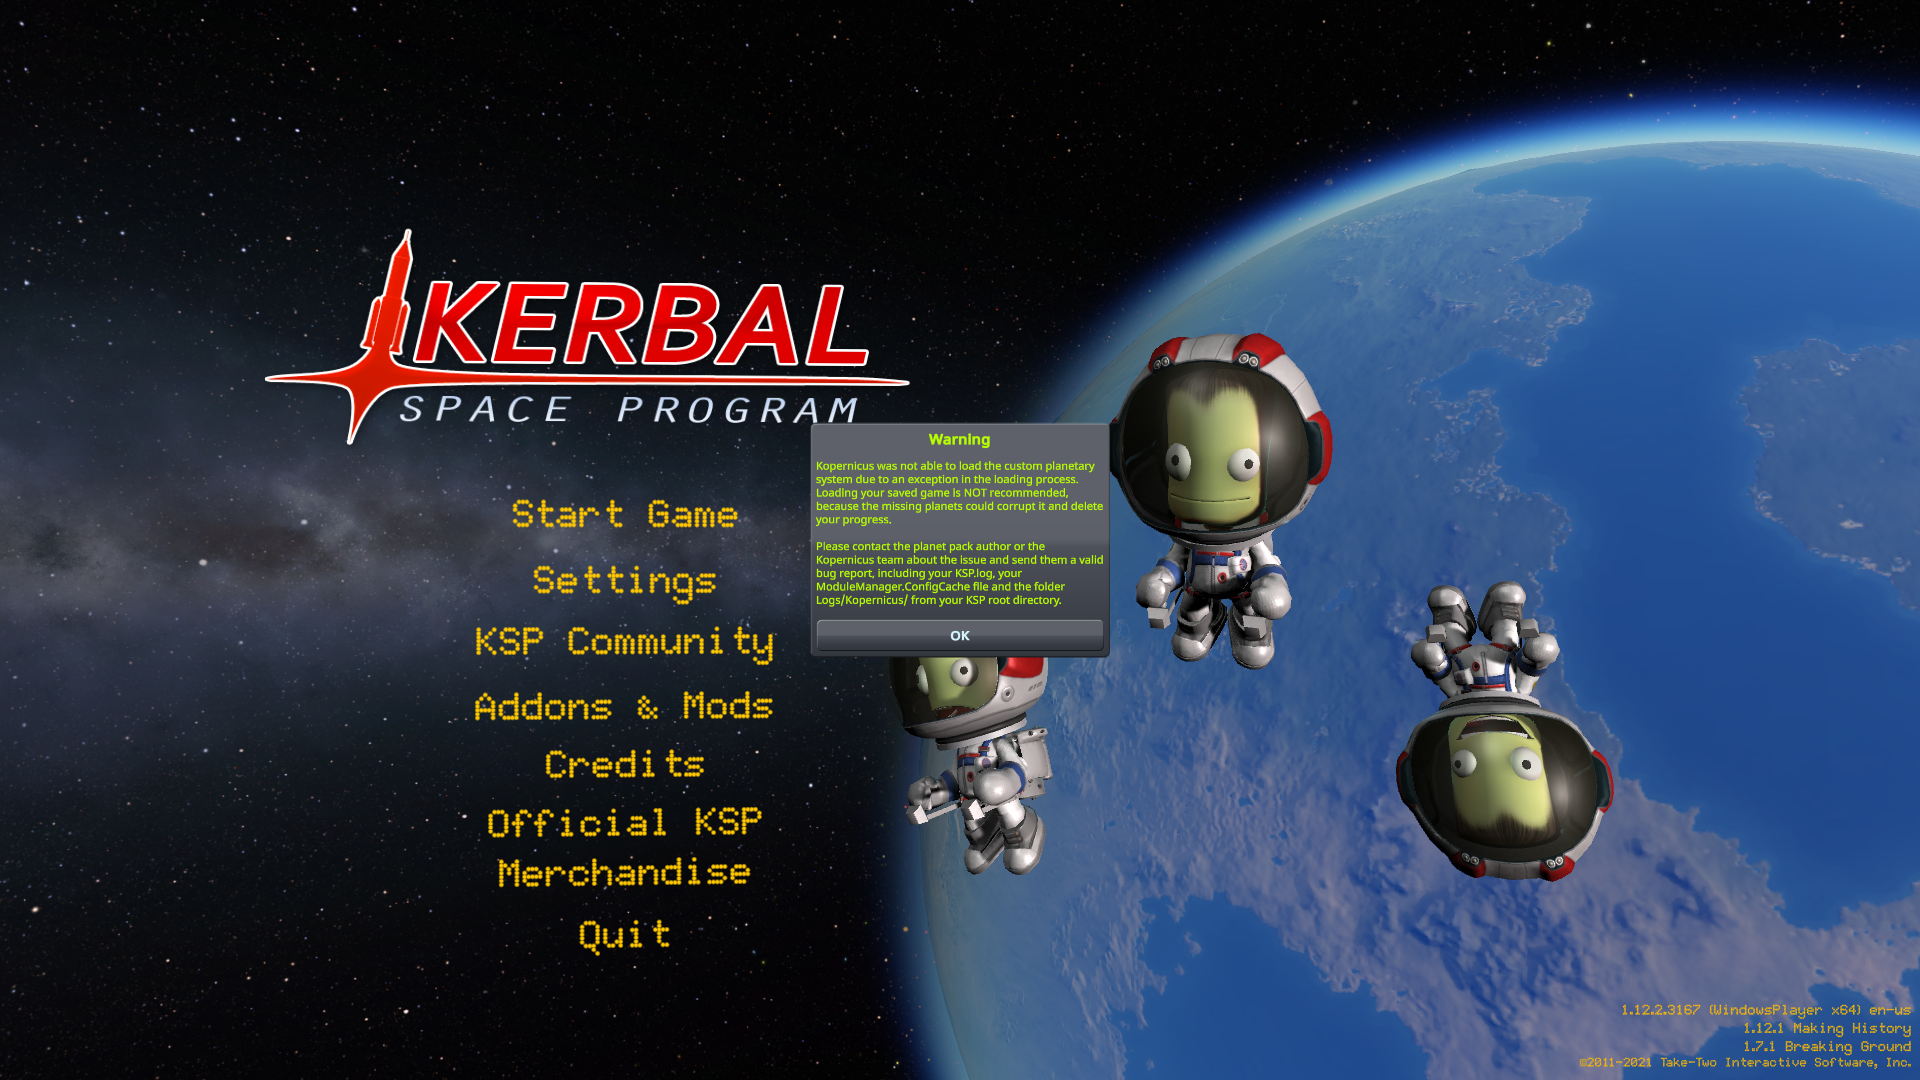 KERBAL
SPACE PROGRAM
Warning
Kopernicus was not able to load the custom planetary
system due to an exception in the loading process.
Loading your saved game is NOT recommended,
because the missing planets could corrupt it and delete
your progress.
Please contact the planet pack author or the
Kopernicus team about the issue and send them a valid
bug report, including your KSP.log, your
ModuleManager.ConfigCache file and the folder
Logs/Kopernicus/ from your KSP root directory.
OK
Start Game
Settings
KSP Community
Addons & Mods
Credits
Official KSP
Merchandise
Quit
1.12.2.3167 (WindowsPlayer x64) en-us
1.12.1 Making History
1.7.1 Breaking Ground
©2011-2021 Take-Two Interactive Software, Inc.